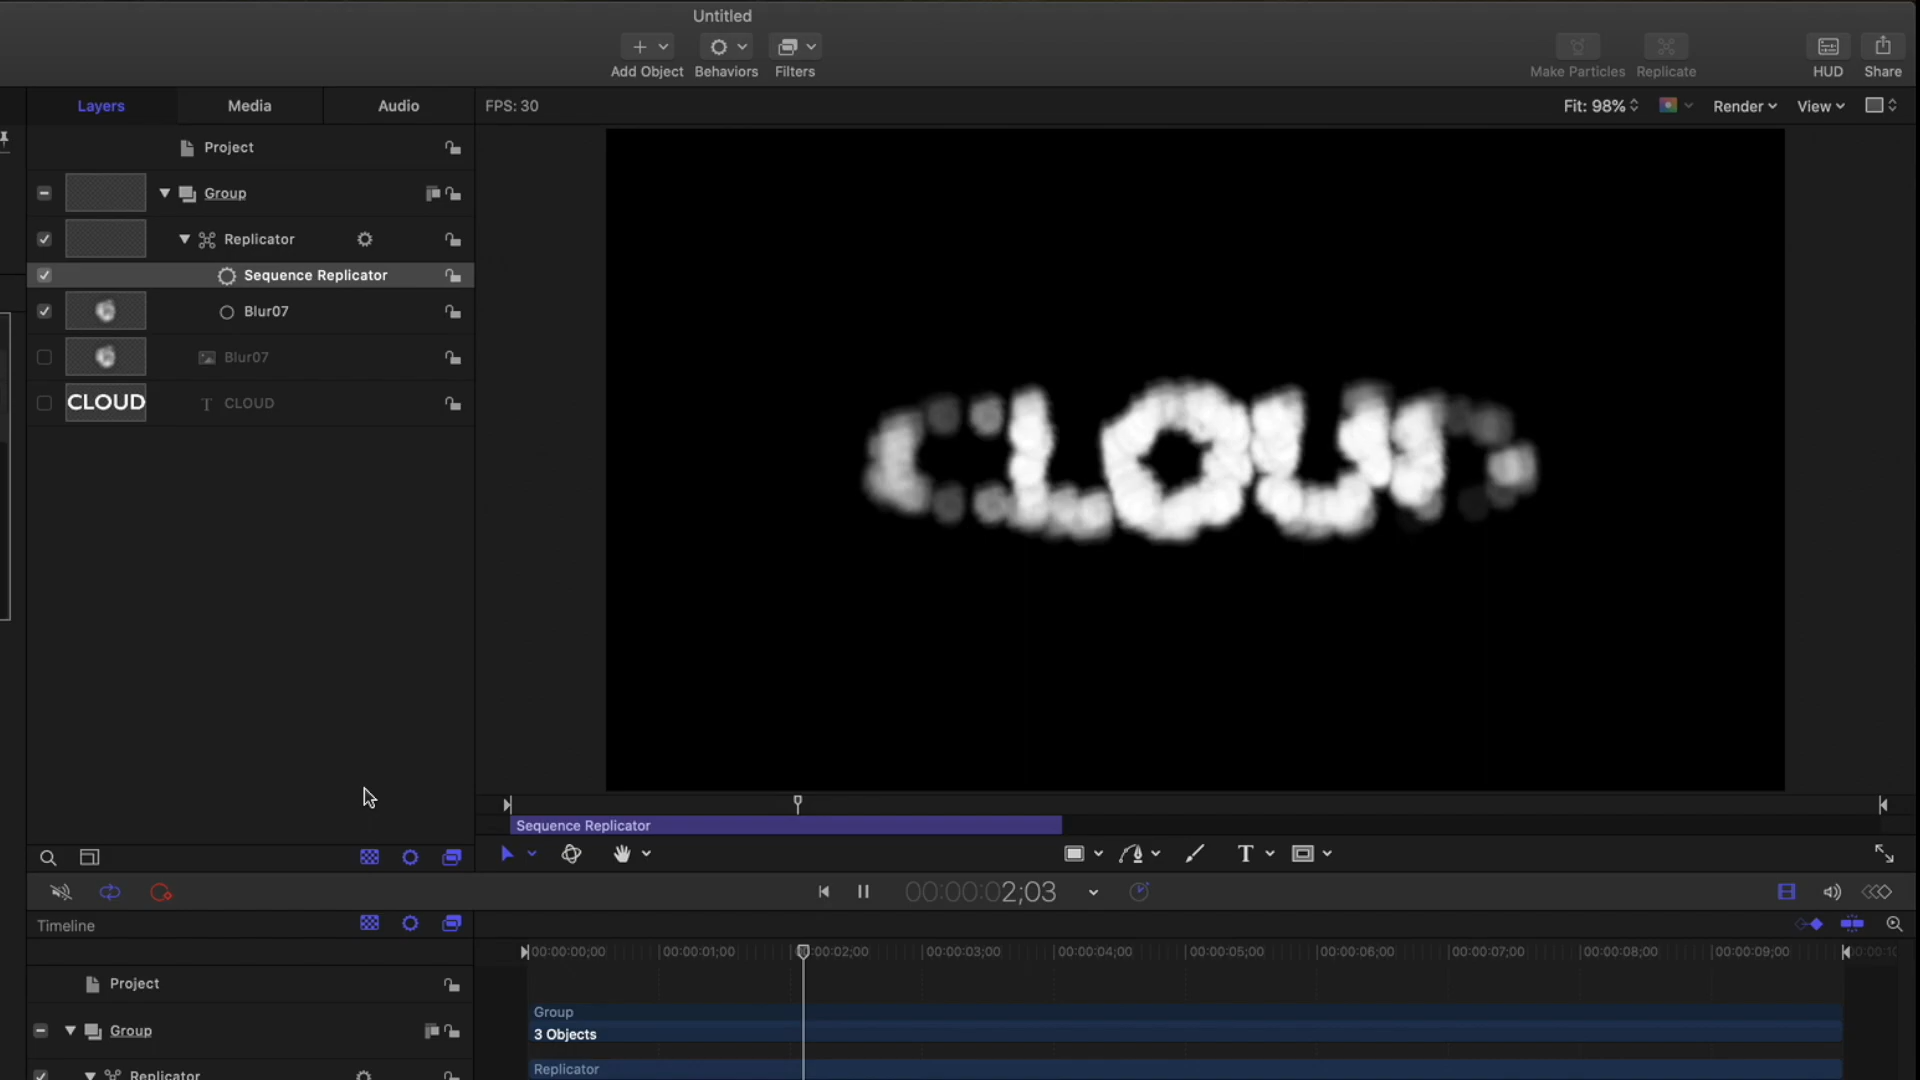 Untitled
Add Object
Behaviors
Filters
Make Particles
Replicate
HUD
Share
Layers
Media
Audio
FPS: 30
Fit: 98%
Render
View
Project
Group
Replicator
Sequence Replicator
Blur07
Blur07
CLOUD
CLOUD
CLOUD
Sequence Replicator
T
00:00:02;03
Timeline
00:00:00;00
00:00:01;00
00:00:02;00
00:00:03;00
00:00:04;00
00:00:05;00
00:00:06;00
00:00:07;00
00:00:08;00
00:00:09;00
Project
Group
Group
3 Objects
Replicator
Replicator